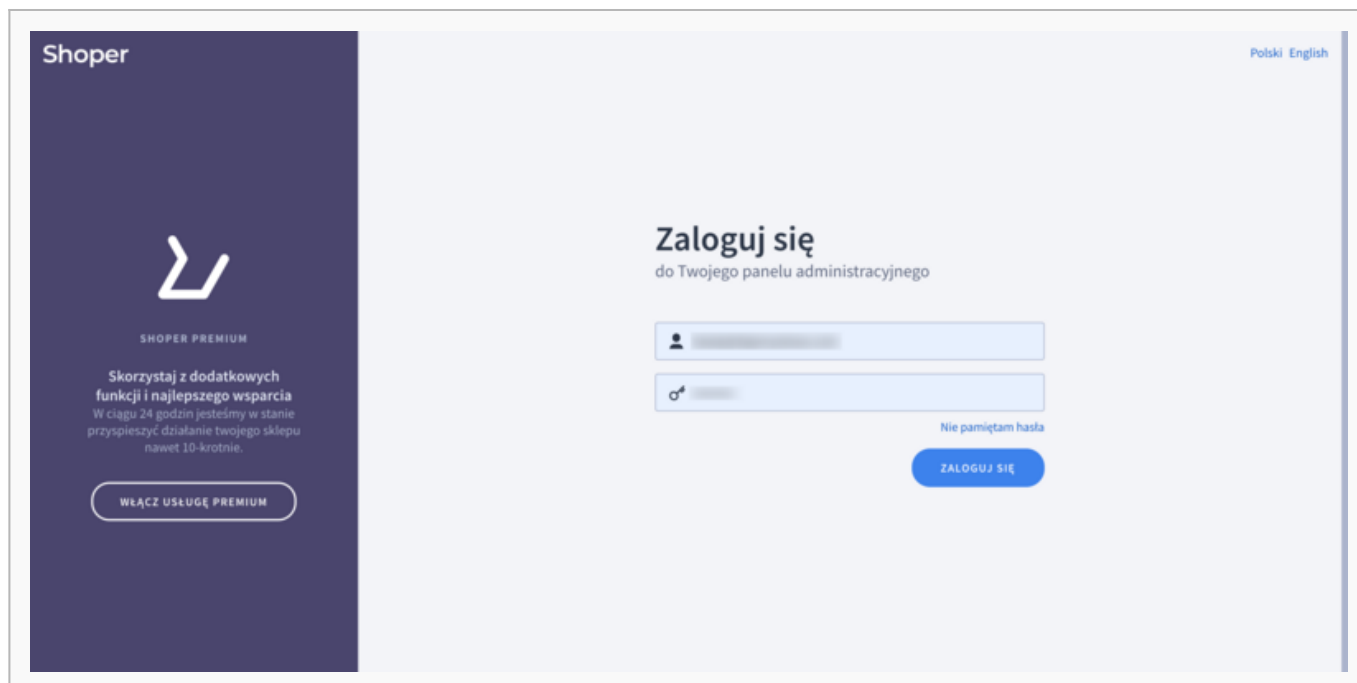 Shoper
Polski English
SHOPER PREMIUM
Skorzystaj z dodatkowych
funkcji i najlepszego wsparcia
W ciągu 24 godzin jesteśmy w stanie
przyspieszyć działanie twojego sklepu
nawet 10-krotnie.
WŁĄCZ USŁUGĘ PREMIUM
Zaloguj się
do Twojego panelu administracyjnego
Nie pamiętam hasła
ZALOGUJ SIĘ